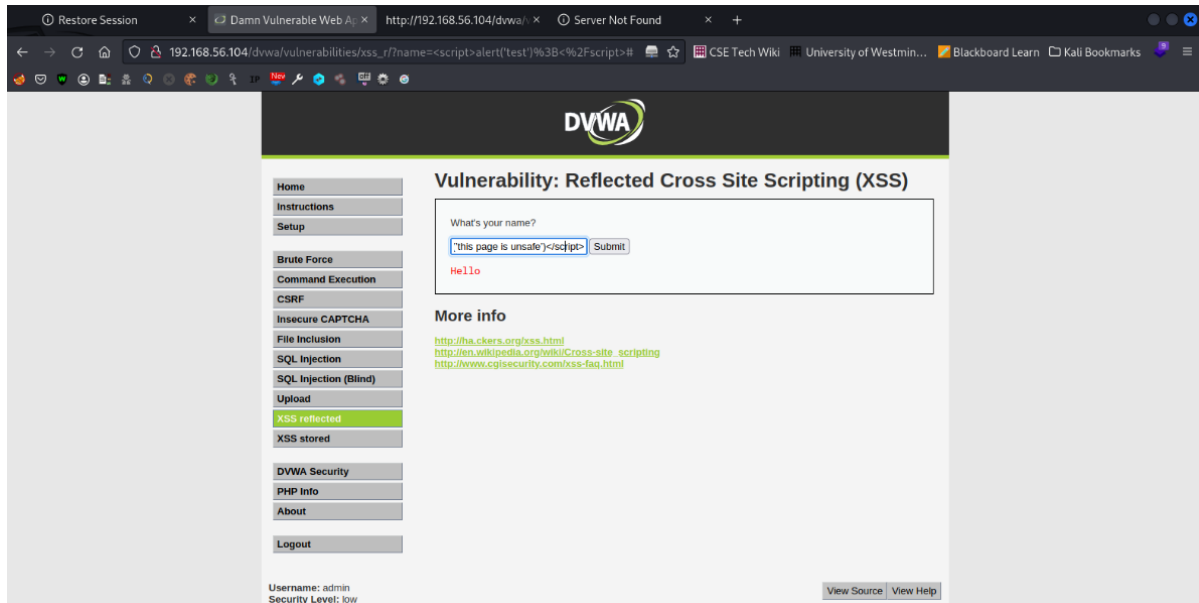 Restore Session
Damn Vulnerable Web Ap
http://192.168.56.104/dvwa/v
Server Not Found
192.168.56.104/dvwa/vulnerabilities/xss_r/?name=<script>alert('test')%3B<%2Fscript>#
CSE Tech Wiki
University of Westmin...
Blackboard Learn
Kali Bookmarks
New
DVWA
Home
Instructions
Setup
Brute Force
Command Execution
CSRF
Insecure CAPTCHA
File Inclusion
SQL Injection
SQL Injection (Blind)
Upload
XSS reflected
XSS stored
DVWA Security
PHP Info
About
Logout
Vulnerability: Reflected Cross Site Scripting (XSS)
What's your name?
"this page is unsafe")</script>
Submit
Hello
More info
http://ha.ckers.org/xss.html
http://en.wikipedia.org/wiki/Cross-site_scripting
http://www.cgisecurity.com/xss-faq.html
Username: admin
Security Level: low
View Source
View Help